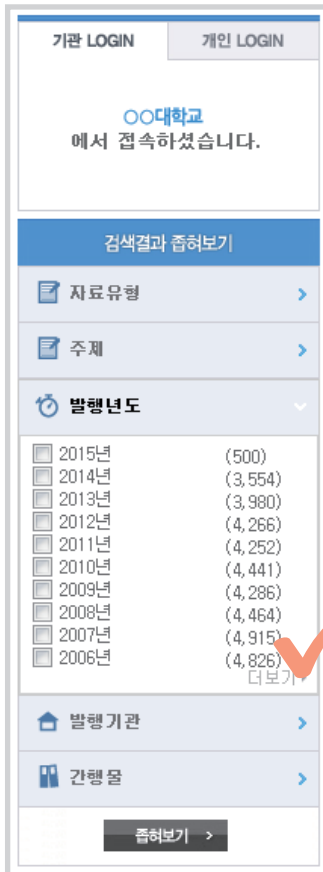 기관 LOGIN 개인 LOGIN
○○대학교
에서 접속하셨습니다.
검색결과 좁혀보기
자료유형
주제
발행년도
2015년 (500)
2014년 (3,554)
2013년 (3,980)
2012년 (4,266)
2011년 (4,252)
2010년 (4,441)
2009년 (4,286)
2008년 (4,464)
2007년 (4,915)
2006년 (4,826)
더보기
발행기관
간행물
좁혀보기 >